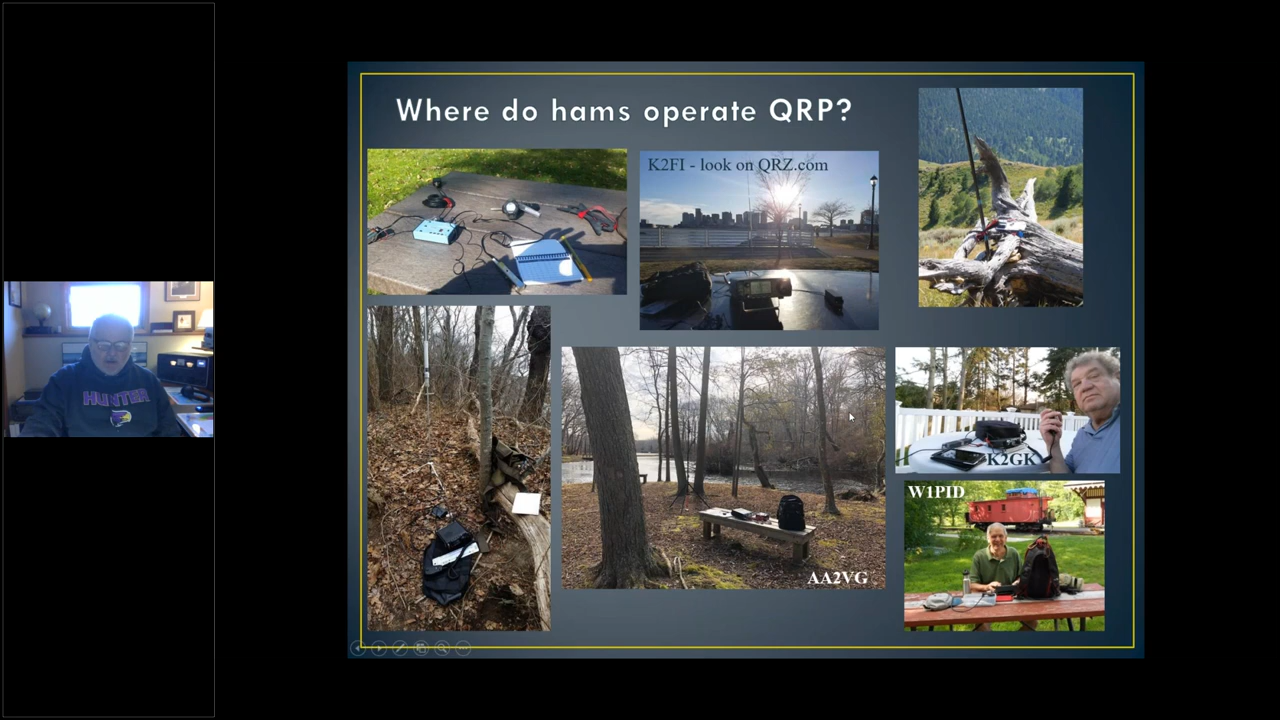 Where do hams operate QRP?
K2FI - look on QRZ.com
HUNTER
K2GK
W1PID
AA2VG